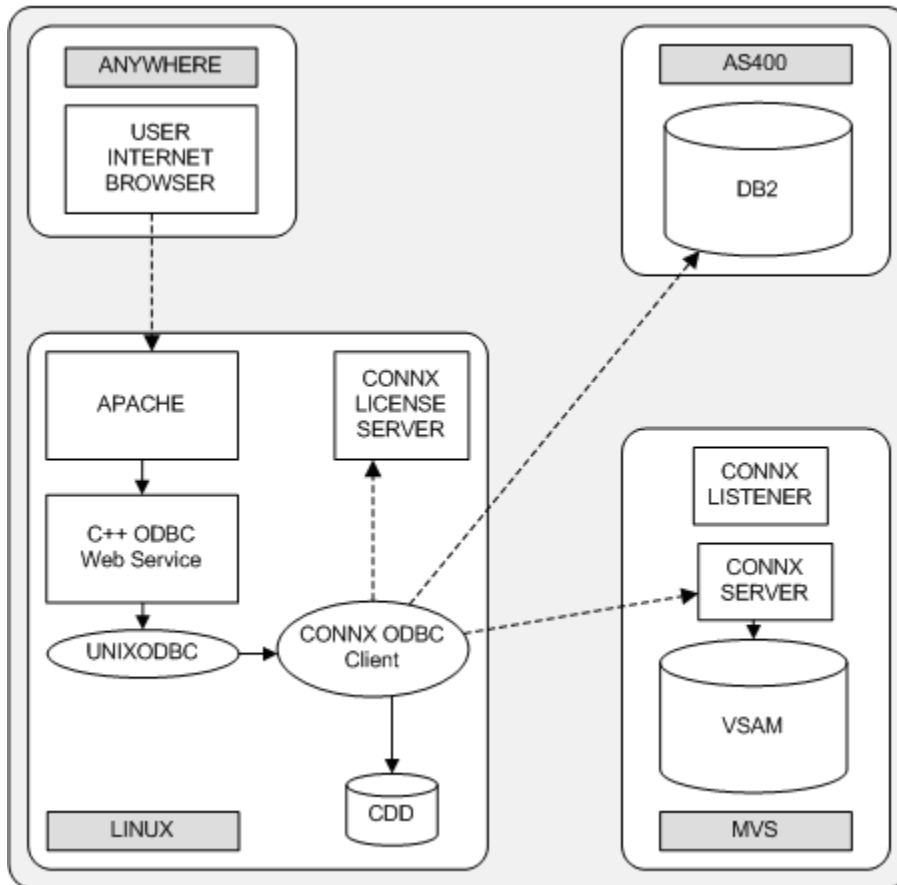 ANYWHERE
USER
INTERNET
BROWSER
AS400
DB2
APACHE
CONNX
LICENSE
SERVER
C++ ODBC
Web Service
UNIXODBC
CONNX ODBC
Client
CDD
LINUX
CONNX
LISTENER
CONNX
SERVER
VSAM
MVS